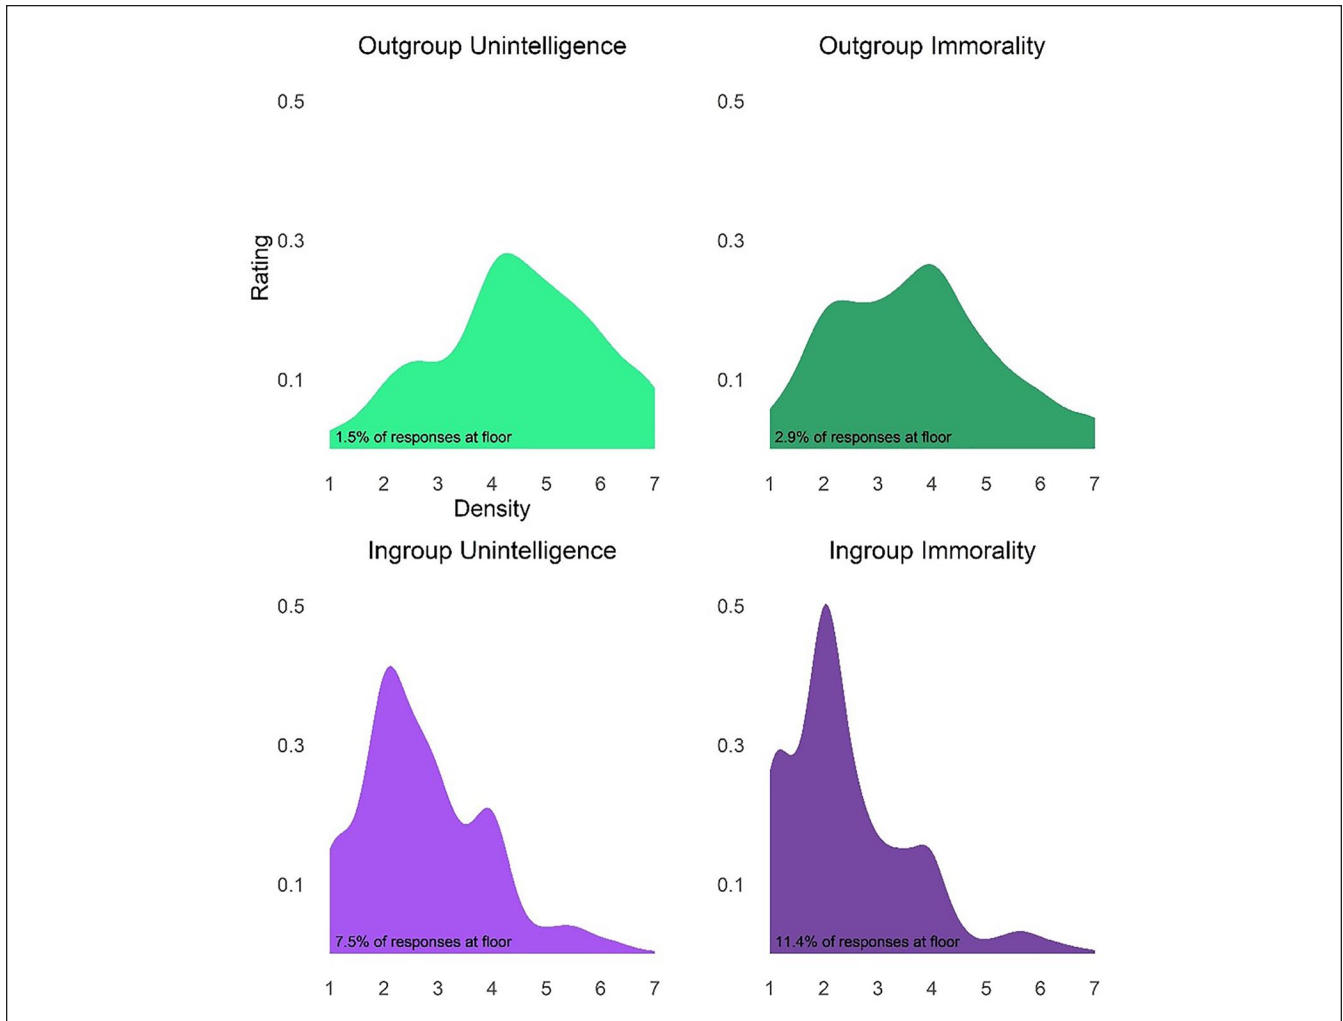 Outgroup Unintelligence
Outgroup Immorality
0.5
0.3
0.1
Rating
1.5% of responses at floor
1 2 3 4 5 6 7
Density
0.5
0.3
0.1
2.9% of responses at floor
1 2 3 4 5 6 7
Ingroup Unintelligence
Ingroup Immorality
0.5
0.3
0.1
7.5% of responses at floor
1 2 3 4 5 6 7
0.5
0.3
0.1
11.4% of responses at floor
1 2 3 4 5 6 7